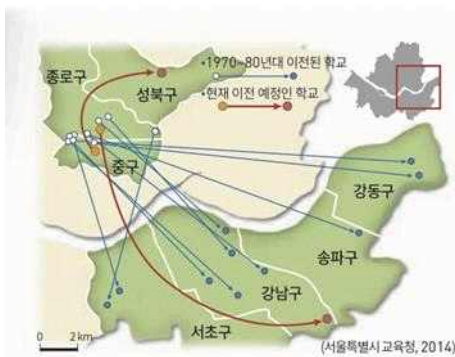 종로구
성북구
•1970~80년대 이전된 학교
•현재 이전 예정인 학교
중구
강동구
송파구
강남구
서초구
0 2 km
(서울특별시 교육청, 2014)